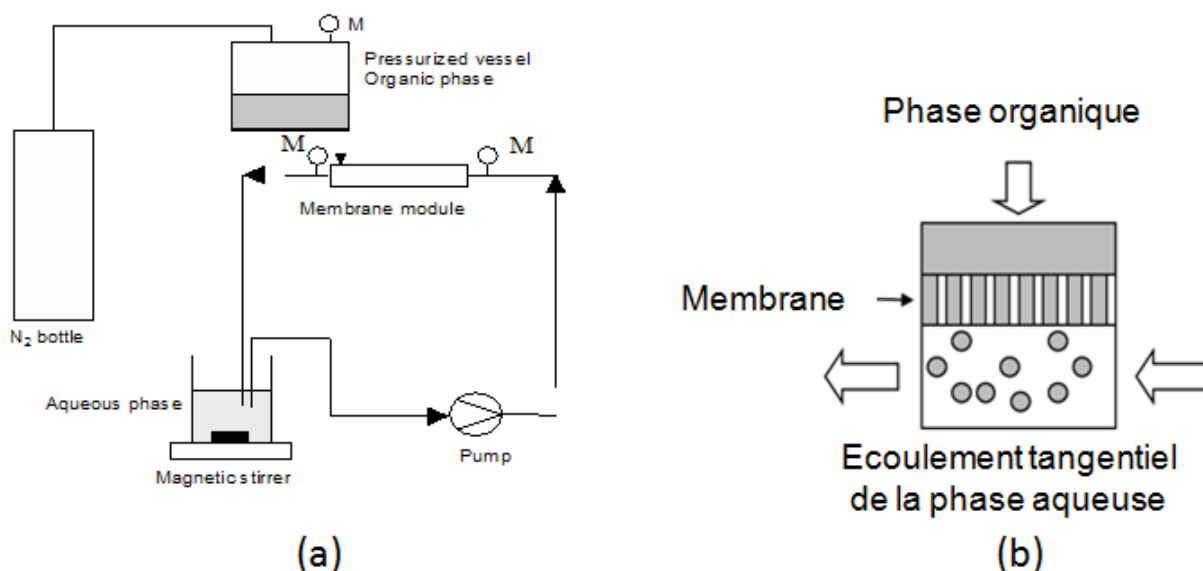 M
Pressurized vessel
Organic phase
M
M
Membrane module
N₂ bottle
Aqueous phase
Magnetic stirrer
Pump
(a)
Phase organique
Membrane
Ecoulement tangentiel
de la phase aqueuse
(b)